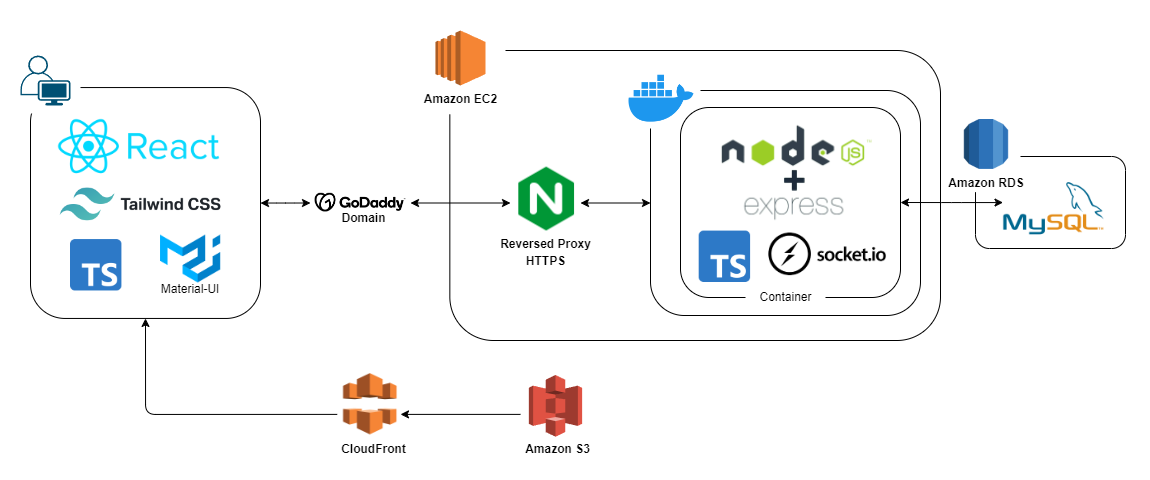 Amazon EC2
React
Tailwind CSS
TS
Material-UI
GoDaddy
Domain
N
Reversed Proxy
HTTPS
node
JS
™
+
express
TS
socket.io
Container
Amazon RDS
MySQL
CloudFront
Amazon S3